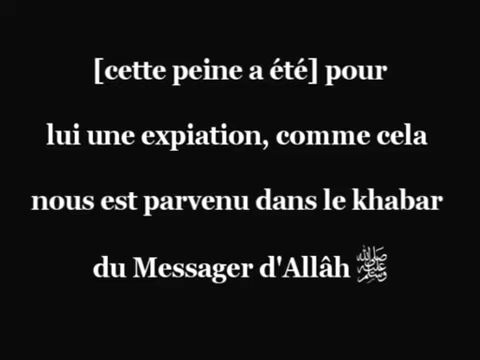 [cette peine a été] pour
lui une expiation, comme cela
nous est parvenu dans le khabar
du Messager d'Allâh ﷺ